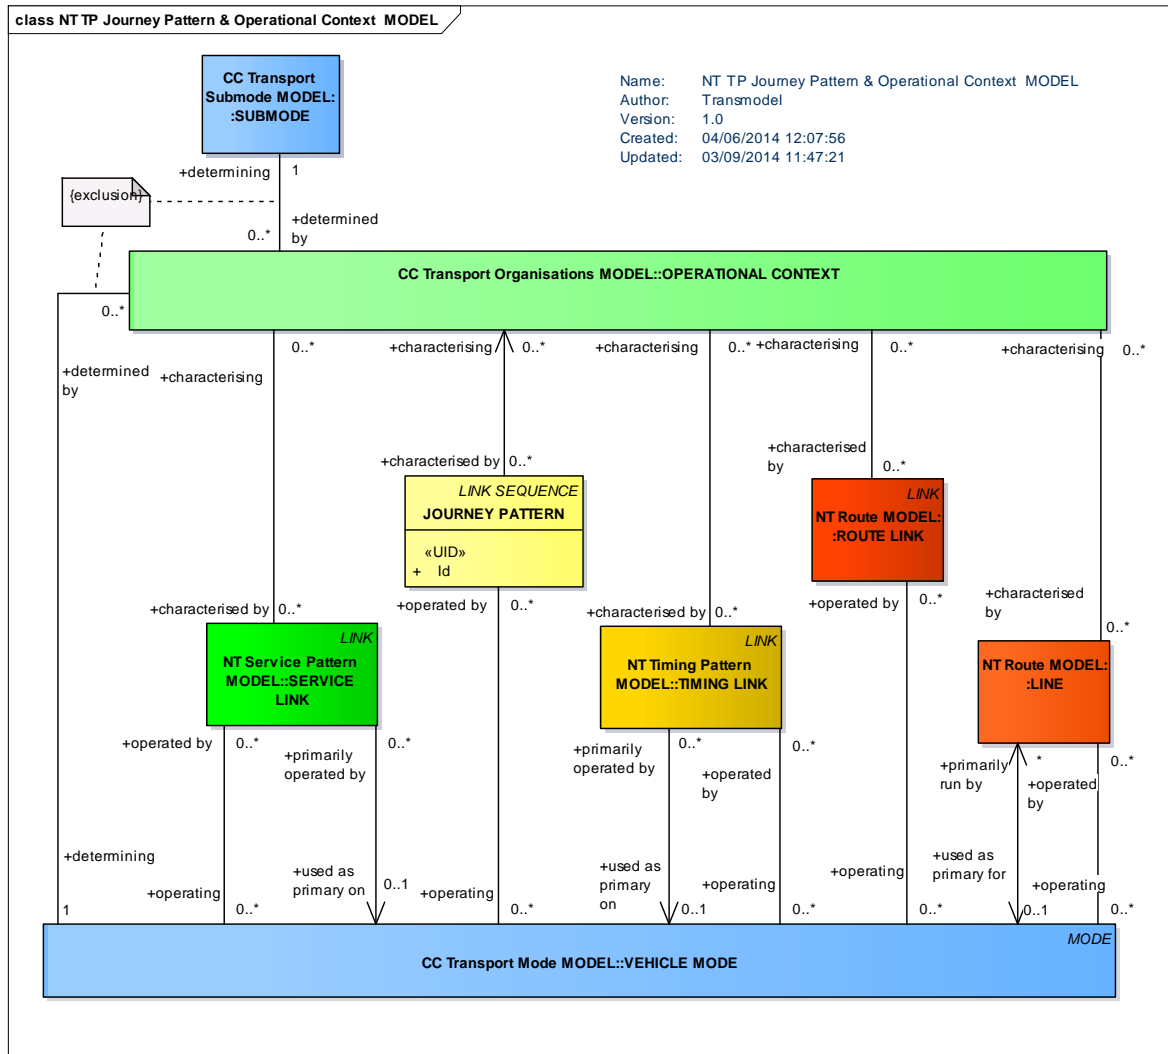 class NT TP Journey Pattern & Operational Context  MODEL
CC Transport
Submode MODEL:
:SUBMODE
Name: NT TP Journey Pattern & Operational Context  MODEL
Author: Transmodel
Version: 1.0
Created: 04/06/2014 12:07:56
Updated: 03/09/2014 11:47:21
+determining 1
{exclusion}
+determined
by
0..*
CC Transport Organisations MODEL::OPERATIONAL CONTEXT
0..*
0..* +characterising 0..* +characterising 0..* +characterising 0..* +characterising 0..*
+determined
by
+characterising
+characterised by 0..*
+characterised
by
0..*
LINK SEQUENCE
JOURNEY PATTERN
«UID»
+ Id
LINK
NT Route MODEL:
:ROUTE LINK
+operated by 0..*
+operated by 0..*
+characterised by 0..*
+characterised by 0..*
+characterised
by
0..*
LINK
NT Service Pattern
MODEL::SERVICE
LINK
LINK
NT Timing Pattern
MODEL::TIMING LINK
NT Route MODEL:
:LINE
+operated by 0..*
+primarily
operated by
0..*
+primarily
operated by
0..*
+operated
by
0..*
+primarily
run by
*
+operated
by
0..*
+determining
1
+operating 0..*
+used as
primary on
0..1
+operating 0..*
+used as
primary
on
0..1
+operating 0..*
+operating 0..*
+used as
primary for
0..1
+operating 0..*
MODE
CC Transport Mode MODEL::VEHICLE MODE